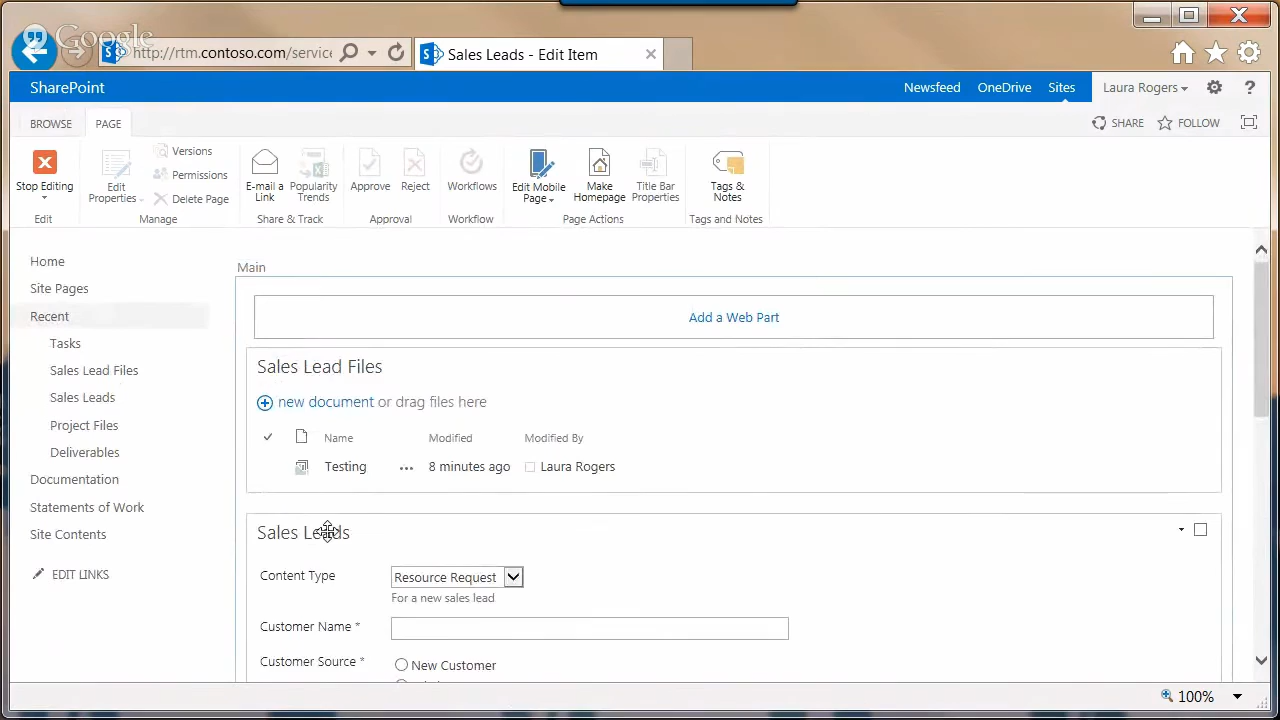 Google
http://rtm.contoso.com/servic
Sales Leads - Edit Item
SharePoint
Newsfeed
OneDrive
Sites
Laura Rogers
?
BROWSE
PAGE
SHARE
FOLLOW
Stop Editing
Edit
Properties
Versions
Permissions
Delete Page
E-mail a
Link
Popularity
Trends
Approve
Reject
Workflows
Edit Mobile
Page
Make
Homepage
Title Bar
Properties
Tags &
Notes
Edit
Manage
Share & Track
Approval
Workflow
Page Actions
Tags and Notes
Home
Site Pages
Recent
Tasks
Sales Lead Files
Sales Leads
Project Files
Deliverables
Documentation
Statements of Work
Site Contents
EDIT LINKS
Main
Add a Web Part
Sales Lead Files
new document or drag files here
Name
Modified
Modified By
Testing
...
8 minutes ago
Laura Rogers
Sales Leads
Content Type
Resource Request
For a new sales lead
Customer Name *
Customer Source *
New Customer
100%